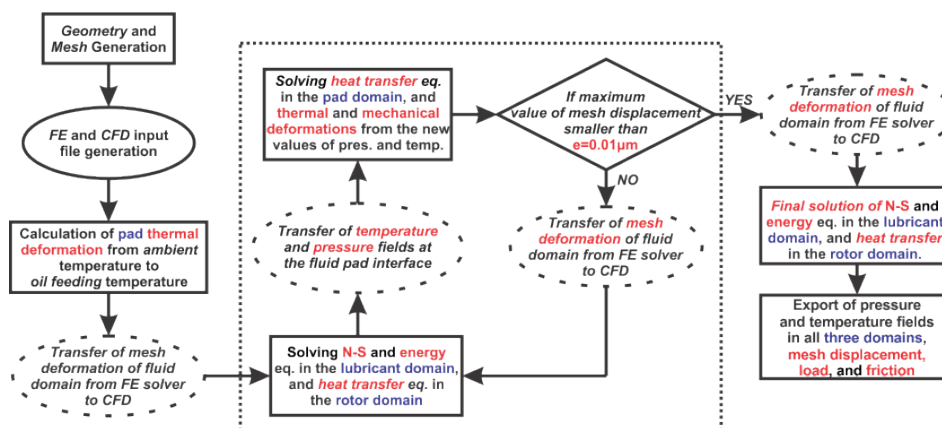 Geometry and
Mesh Generation
FE and CFD input
file generation
Calculation of pad thermal
deformation from ambient
temperature to
oil feeding temperature
Transfer of mesh
deformation of fluid
domain from FE solver
to CFD
Solving N-S and energy
eq. in the lubricant domain,
and heat transfer eq. in
the rotor domain
Transfer of temperature
and pressure fields at
the fluid pad interface
Solving heat transfer eq.
in the pad domain, and
thermal and mechanical
deformations from the new
values of pres. and temp.
If maximum
value of mesh displacement
smaller than
e=0.01µm
NO
Transfer of mesh
deformation of fluid
domain from FE solver
to CFD
YES
Transfer of mesh
deformation of fluid
domain from FE solver
to CFD
Final solution of N-S and
energy eq. in the lubricant
domain, and heat transfer
in the rotor domain.
Export of pressure
and temperature fields
in all three domains,
mesh displacement,
load, and friction